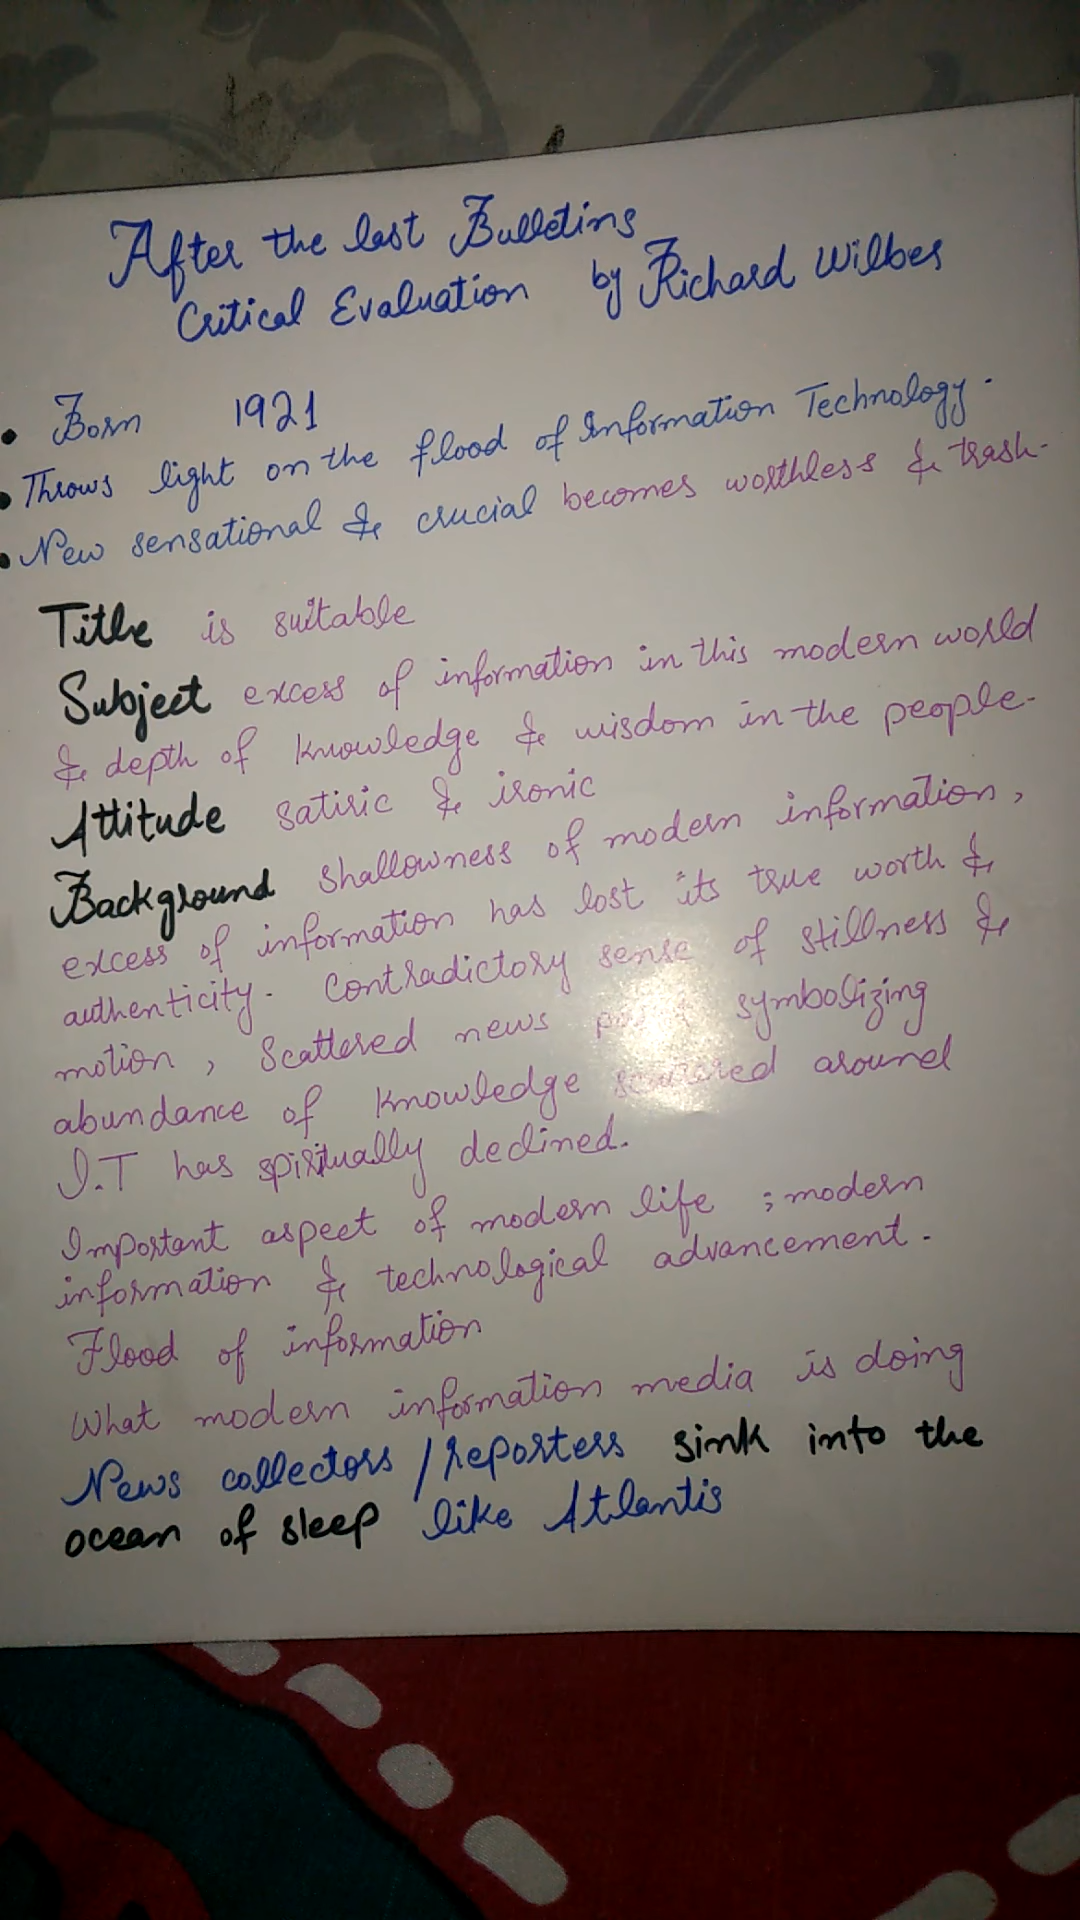 After the last Bulletins
Critical Evaluation by Richard Wilber
• Born 1921
• Throws light on the flood of Information Technology.
• New sensational & crucial becomes worthless & trash.
Title is suitable
Subject excess of information in this modern world
& depth of knowledge & wisdom in the people.
Attitude satiric & ironic
Background Shallowness of modern information,
excess of information has lost its true worth &
authenticity. Contradictory sense of stillness &
motion, Scattered news symbolizing
abundance of knowledge scattered around
I.T has spiritually declined.
Important aspect of modern life ; modern
information & technological advancement.
Flood of information
What modern information media is doing
News collectors / reporters sink into the
ocean of sleep like Atlantis